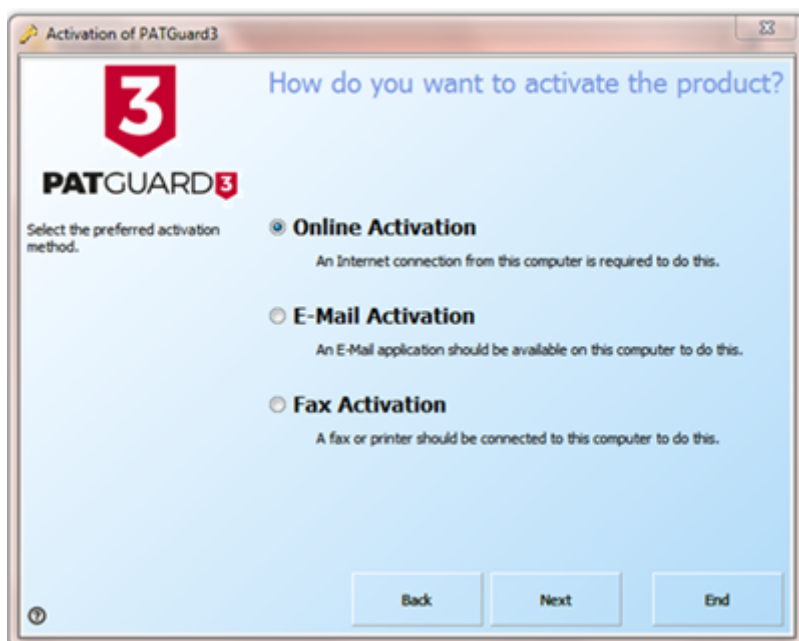 Activation of PATGuard3
3
PATGUARD3
How do you want to activate the product?
Select the preferred activation
method.
Online Activation
An Internet connection from this computer is required to do this.
E-Mail Activation
An E-Mail application should be available on this computer to do this.
Fax Activation
A fax or printer should be connected to this computer to do this.
Back
Next
End
?